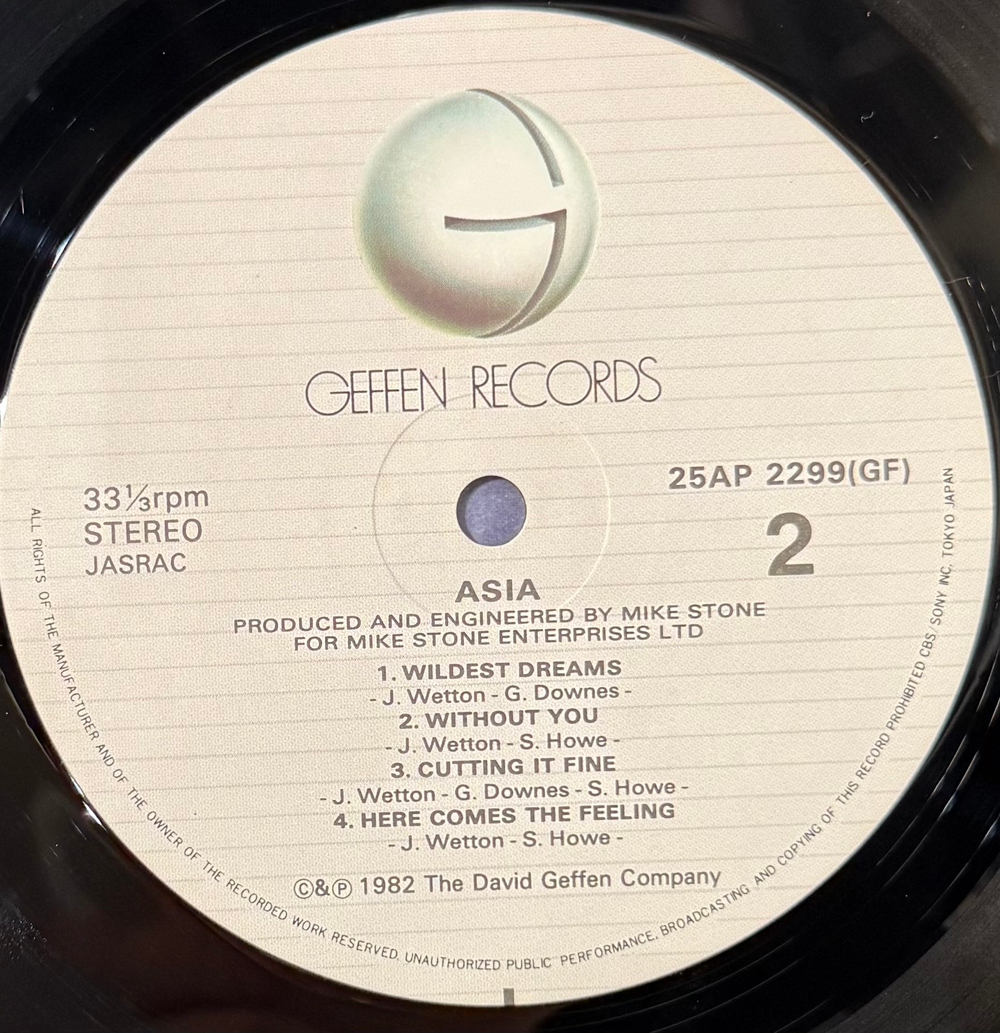 GEFFEN RECORDS
33⅓rpm
STEREO
JASRAC
25AP 2299(GF)
2
ASIA
PRODUCED AND ENGINEERED BY MIKE STONE
FOR MIKE STONE ENTERPRISES LTD
1. WILDEST DREAMS
- J. Wetton - G. Downes -
2. WITHOUT YOU
- J. Wetton - S. Howe -
3. CUTTING IT FINE
- J. Wetton - G. Downes - S. Howe -
4. HERE COMES THE FEELING
- J. Wetton - S. Howe -
Ⓒ&Ⓟ 1982 The David Geffen Company
ALL RIGHTS OF THE MANUFACTURER AND OF THE OWNER OF THE RECORDED WORK RESERVED. UNAUTHORIZED PUBLIC PERFORMANCE, BROADCASTING AND COPYING OF THIS RECORD PROHIBITED CBS/SONY INC. TOKYO JAPAN